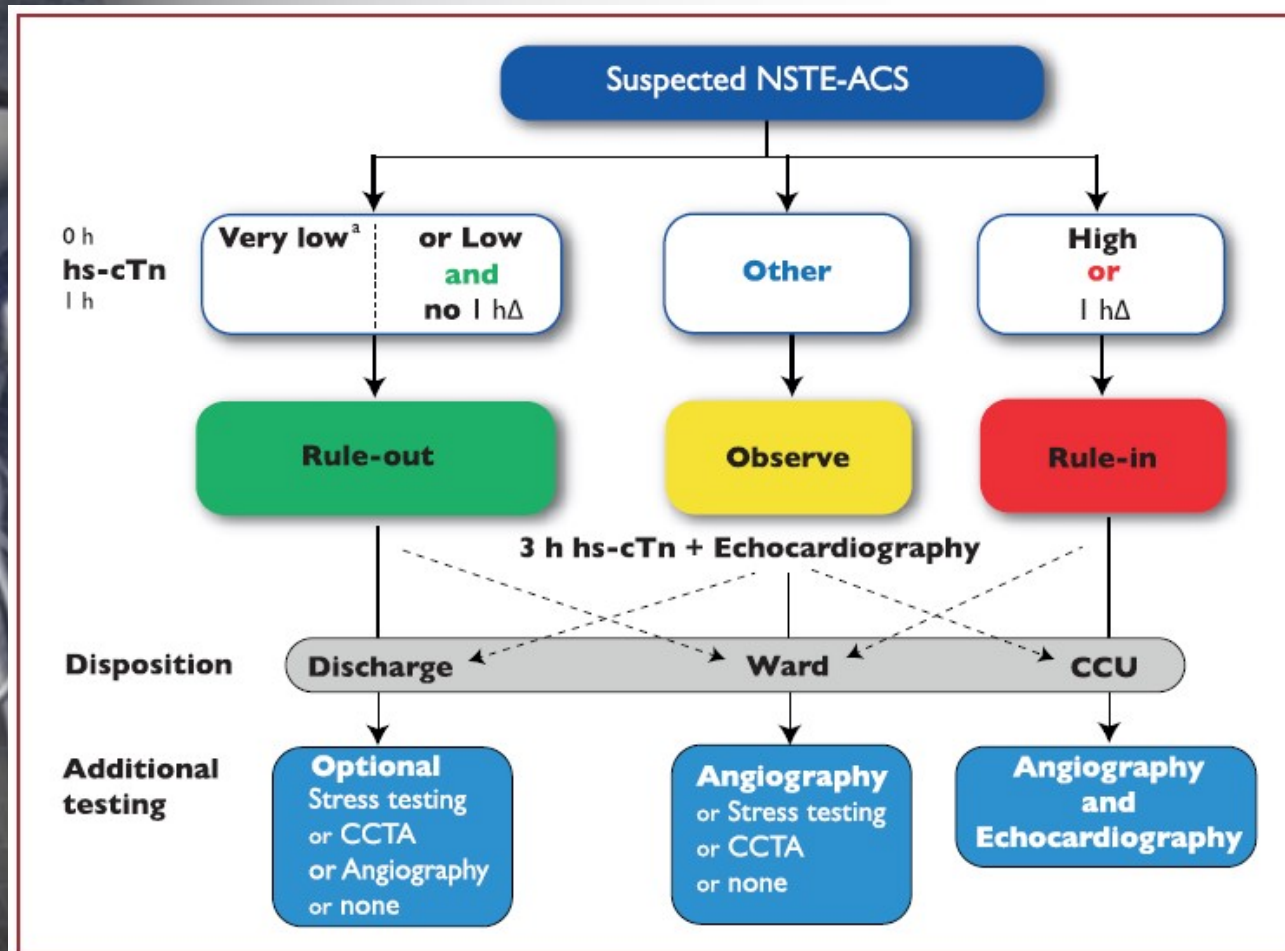 Suspected NSTE-ACS
0 h
hs-cTn
1 h
Very lowᵃ
or Low
and
no 1 hΔ
Other
High
or
1 hΔ
Rule-out
Observe
Rule-in
3 h hs-cTn + Echocardiography
Disposition
Discharge
Ward
CCU
Additional
testing
Optional
Stress testing
or CCTA
or Angiography
or none
Angiography
or Stress testing
or CCTA
or none
Angiography
and
Echocardiography